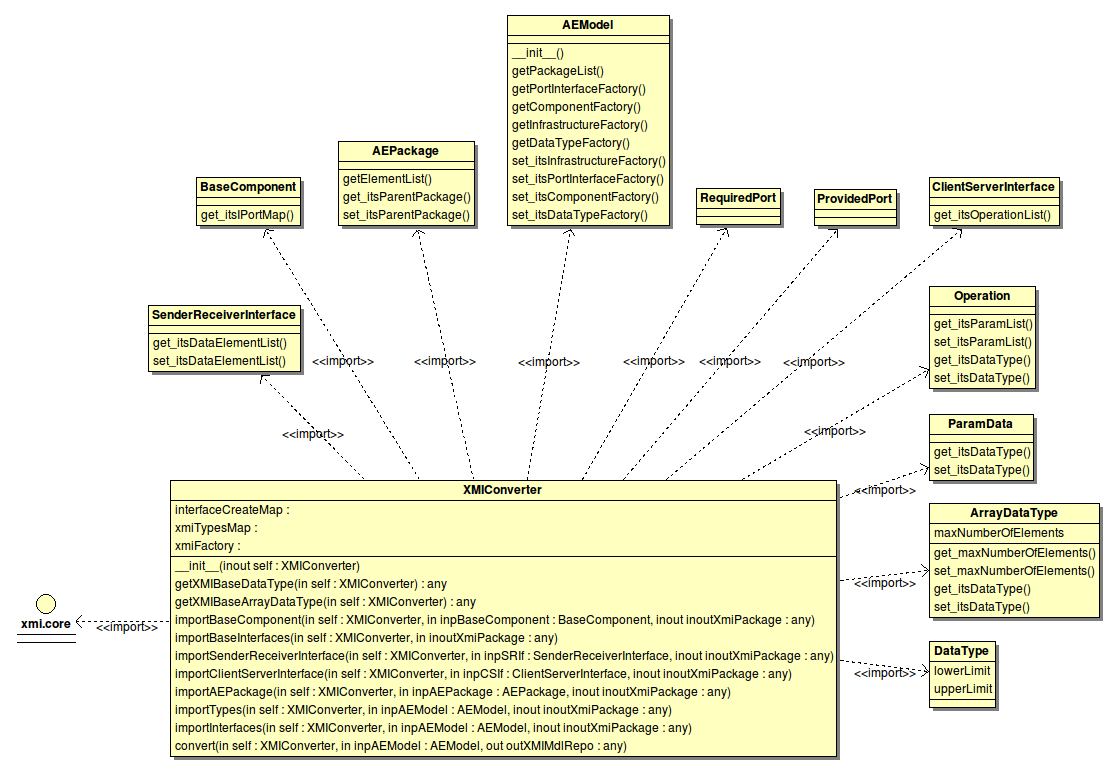 AEModel
__init__()
getPackageList()
getPortInterfaceFactory()
getComponentFactory()
getInfrastructureFactory()
getDataTypeFactory()
set_itsInfrastructureFactory()
set_itsPortInterfaceFactory()
set_itsComponentFactory()
set_itsDataTypeFactory()
AEPackage
getElementList()
get_itsParentPackage()
set_itsParentPackage()
BaseComponent
get_itsIPortMap()
RequiredPort
ProvidedPort
ClientServerInterface
get_itsOperationList()
SenderReceiverInterface
get_itsDataElementList()
set_itsDataElementList()
Operation
get_itsParamList()
set_itsParamList()
get_itsDataType()
set_itsDataType()
<<import>>
<<import>>
<<import>>
<<import>>
<<import>>
<<import>>
<<import>>
<<import>>
ParamData
get_itsDataType()
set_itsDataType()
<<import>>
ArrayDataType
maxNumberOfElements
get_maxNumberOfElements()
set_maxNumberOfElements()
get_itsDataType()
set_itsDataType()
<<import>>
DataType
lowerLimit
upperLimit
<<import>>
xmi.core
<<import>>
XMIConverter
interfaceCreateMap :
xmiTypesMap :
xmiFactory :
__init__(inout self : XMIConverter)
getXMIBaseDataType(in self : XMIConverter) : any
getXMIBaseArrayDataType(in self : XMIConverter) : any
importBaseComponent(in self : XMIConverter, in inpBaseComponent : BaseComponent, inout inoutXmiPackage : any)
importBaseInterfaces(in self : XMIConverter, in inoutXmiPackage : any)
importSenderReceiverInterface(in self : XMIConverter, in inpSRIf : SenderReceiverInterface, inout inoutXmiPackage : any)
importClientServerInterface(in self : XMIConverter, in inpCSIf : ClientServerInterface, inout inoutXmiPackage : any)
importAEPackage(in self : XMIConverter, in inpAEPackage : AEPackage, inout inoutXmiPackage : any)
importTypes(in self : XMIConverter, in inpAEModel : AEModel, inout inoutXmiPackage : any)
importInterfaces(in self : XMIConverter, in inpAEModel : AEModel, inout inoutXmiPackage : any)
convert(in self : XMIConverter, in inpAEModel : AEModel, out outXMIMdlRepo : any)